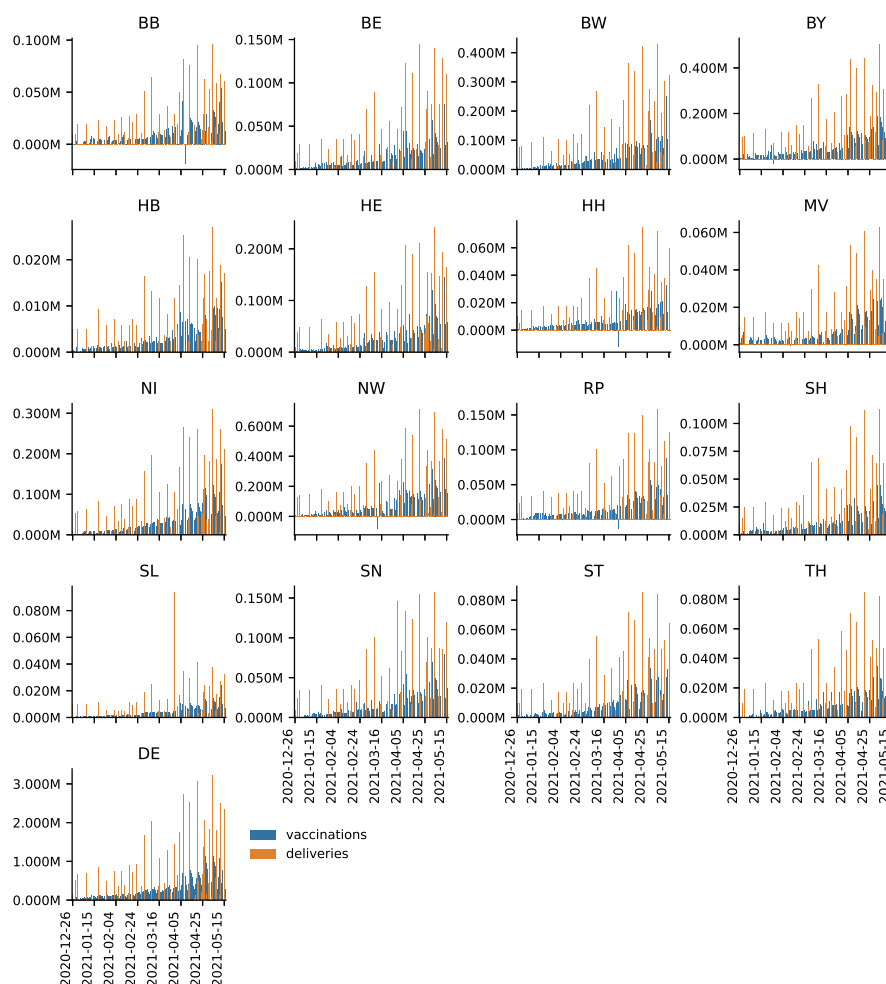 BB
BE
BW
BY
0.100M
0.050M
0.000M
0.150M
0.100M
0.050M
0.000M
0.400M
0.300M
0.200M
0.100M
0.000M
0.400M
0.200M
0.000M
HB
HE
HH
MV
0.020M
0.010M
0.000M
0.200M
0.100M
0.000M
0.060M
0.040M
0.020M
0.000M
0.060M
0.040M
0.020M
0.000M
NI
NW
RP
SH
0.300M
0.200M
0.100M
0.000M
0.600M
0.400M
0.200M
0.000M
0.150M
0.100M
0.050M
0.000M
0.100M
0.075M
0.050M
0.025M
0.000M
SL
SN
ST
TH
0.080M
0.060M
0.040M
0.020M
0.000M
0.150M
0.100M
0.050M
0.000M
0.080M
0.060M
0.040M
0.020M
0.000M
0.080M
0.060M
0.040M
0.020M
0.000M
2020-12-26
2021-01-15
2021-02-04
2021-02-24
2021-03-16
2021-04-05
2021-04-25
2021-05-15
2020-12-26
2021-01-15
2021-02-04
2021-02-24
2021-03-16
2021-04-05
2021-04-25
2021-05-15
2020-12-26
2021-01-15
2021-02-04
2021-02-24
2021-03-16
2021-04-05
2021-04-25
2021-05-15
DE
3.000M
2.000M
1.000M
0.000M
2020-12-26
2021-01-15
2021-02-04
2021-02-24
2021-03-16
2021-04-05
2021-04-25
2021-05-15
vaccinations
deliveries